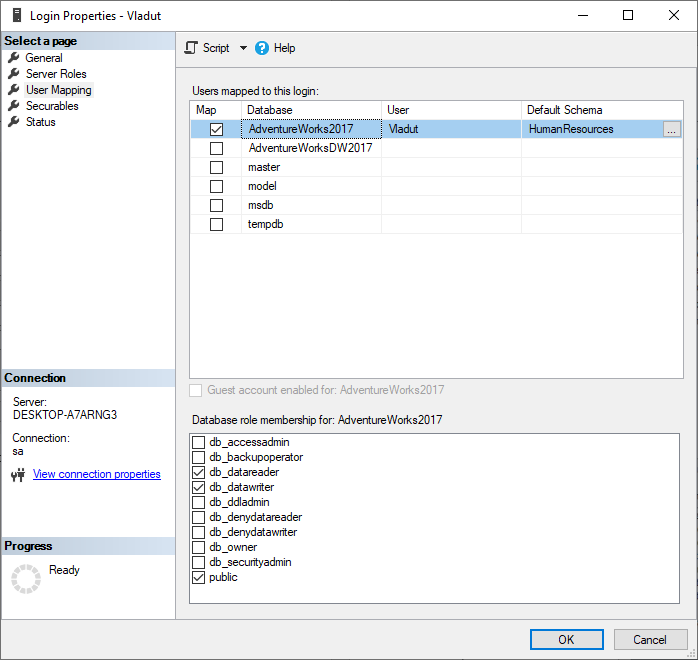 Login Properties - Vladut
Select a page
General
Server Roles
User Mapping
Securables
Status
Script
Help
Users mapped to this login:
Map Database User Default Schema
AdventureWorks2017 Vladut HumanResources ...
AdventureWorksDW2017
master
model
msdb
tempdb
Guest account enabled for: AdventureWorks2017
Database role membership for: AdventureWorks2017
db_accessadmin
db_backupoperator
db_datareader
db_datawriter
db_ddladmin
db_denydatareader
db_denydatawriter
db_owner
db_securityadmin
public
Connection
Server:
DESKTOP-A7ARNG3
Connection:
sa
View connection properties
Progress
Ready
OK Cancel